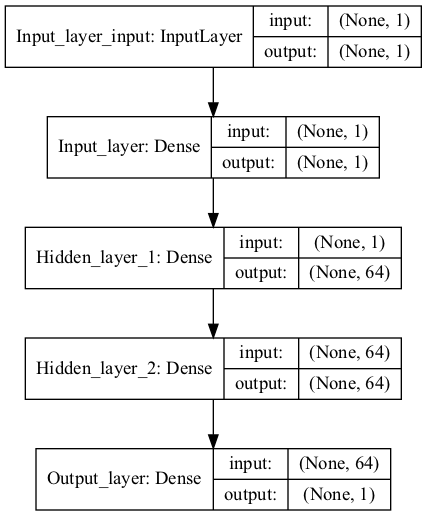 Input_layer_input: InputLayer
input: (None, 1)
output: (None, 1)
Input_layer: Dense
input: (None, 1)
output: (None, 1)
Hidden_layer_1: Dense
input: (None, 1)
output: (None, 64)
Hidden_layer_2: Dense
input: (None, 64)
output: (None, 64)
Output_layer: Dense
input: (None, 64)
output: (None, 1)